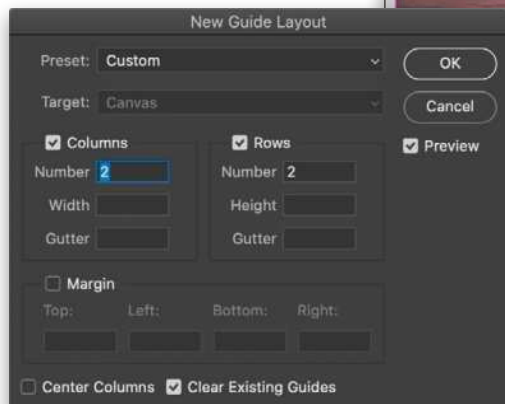 New Guide Layout
Preset: Custom
OK
Target: Canvas
Cancel
Columns
Rows
Preview
Number 2
Number 2
Width
Height
Gutter
Gutter
Margin
Top: Left: Bottom: Right:
Center Columns Clear Existing Guides